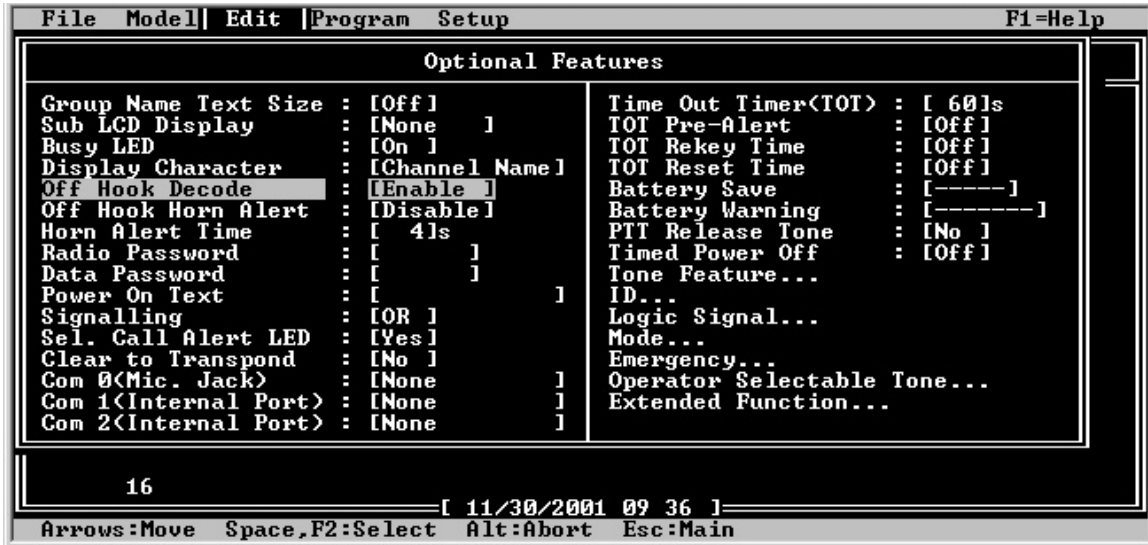 File Model Edit Program Setup F1=Help
Optional Features
Group Name Text Size : [Off]
Sub LCD Display : [None ]
Busy LED : [On ]
Display Character : [Channel Name]
Off Hook Decode : [Enable ]
Off Hook Horn Alert : [Disable]
Horn Alert Time : [ 4]s
Radio Password : [ ]
Data Password : [ ]
Power On Text : [ ]
Signalling : [OR ]
Sel. Call Alert LED : [Yes]
Clear to Transpond : [No ]
Com 0(Mic. Jack) : [None ]
Com 1(Internal Port) : [None ]
Com 2(Internal Port) : [None ]
Time Out Timer(TOT) : [ 60]s
TOT Pre-Alert : [Off]
TOT Rekey Time : [Off]
TOT Reset Time : [Off]
Battery Save : [-----]
Battery Warning : [--------]
PTT Release Tone : [No ]
Timed Power Off : [Off]
Tone Feature...
ID...
Logic Signal...
Mode...
Emergency...
Operator Selectable Tone...
Extended Function...
16
[ 11/30/2001 09 36 ]
Arrows:Move Space,F2:Select Alt:Abort Esc:Main